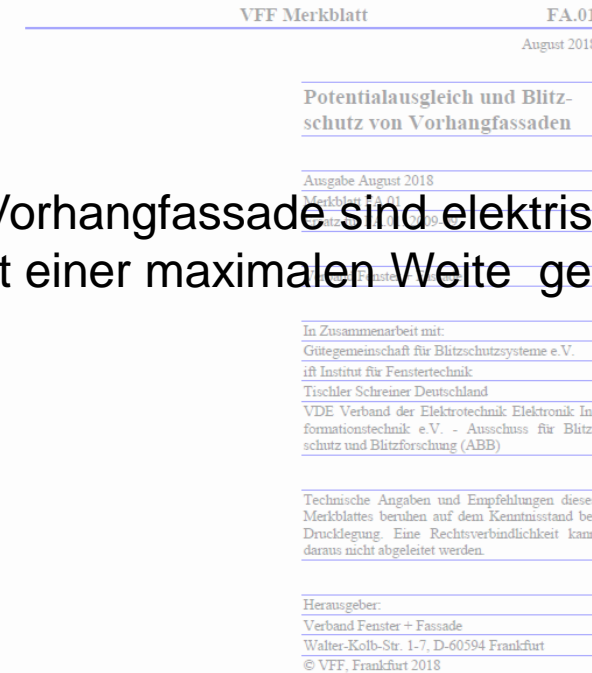 VFF Merkblatt FA.01
August 2018
Potentialausgleich und Blitz-
schutz von Vorhangfassaden
Ausgabe August 2018
Merkblatt FA.01
Vorhangfassade sind elektris
t einer maximalen Weite ge
In Zusammenarbeit mit:
Gütegemeinschaft für Blitzschutzsysteme e.V.
ift Institut für Fenstertechnik
Tischler Schreiner Deutschland
VDE Verband der Elektrotechnik Elektronik In
formationstechnik e.V. - Ausschuss für Blitz
schutz und Blitzforschung (ABB)
Technische Angaben und Empfehlungen diese
Merkblattes beruhen auf dem Kenntnisstand be
Drucklegung. Eine Rechtsverbindlichkeit kann
daraus nicht abgeleitet werden.
Herausgeber:
Verband Fenster + Fassade
Walter-Kolb-Str. 1-7, D-60594 Frankfurt
© VFF, Frankfurt 2018